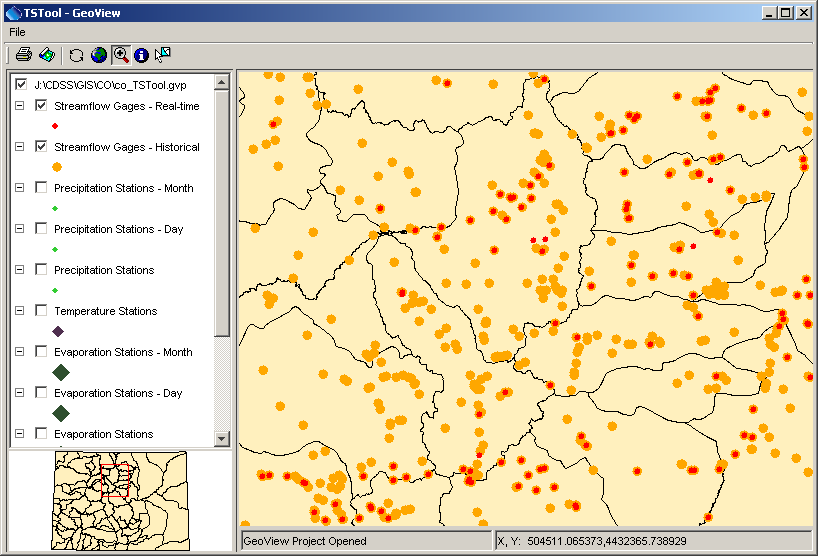 TSTool - GeoView
File
J:\CDSS\GIS\CO\co_TSTool.gvp
Streamflow Gages - Real-time
Streamflow Gages - Historical
Precipitation Stations - Month
Precipitation Stations - Day
Precipitation Stations
Temperature Stations
Evaporation Stations - Month
Evaporation Stations - Day
Evaporation Stations
GeoView Project Opened
X, Y: 504511.065373,4432365.738929